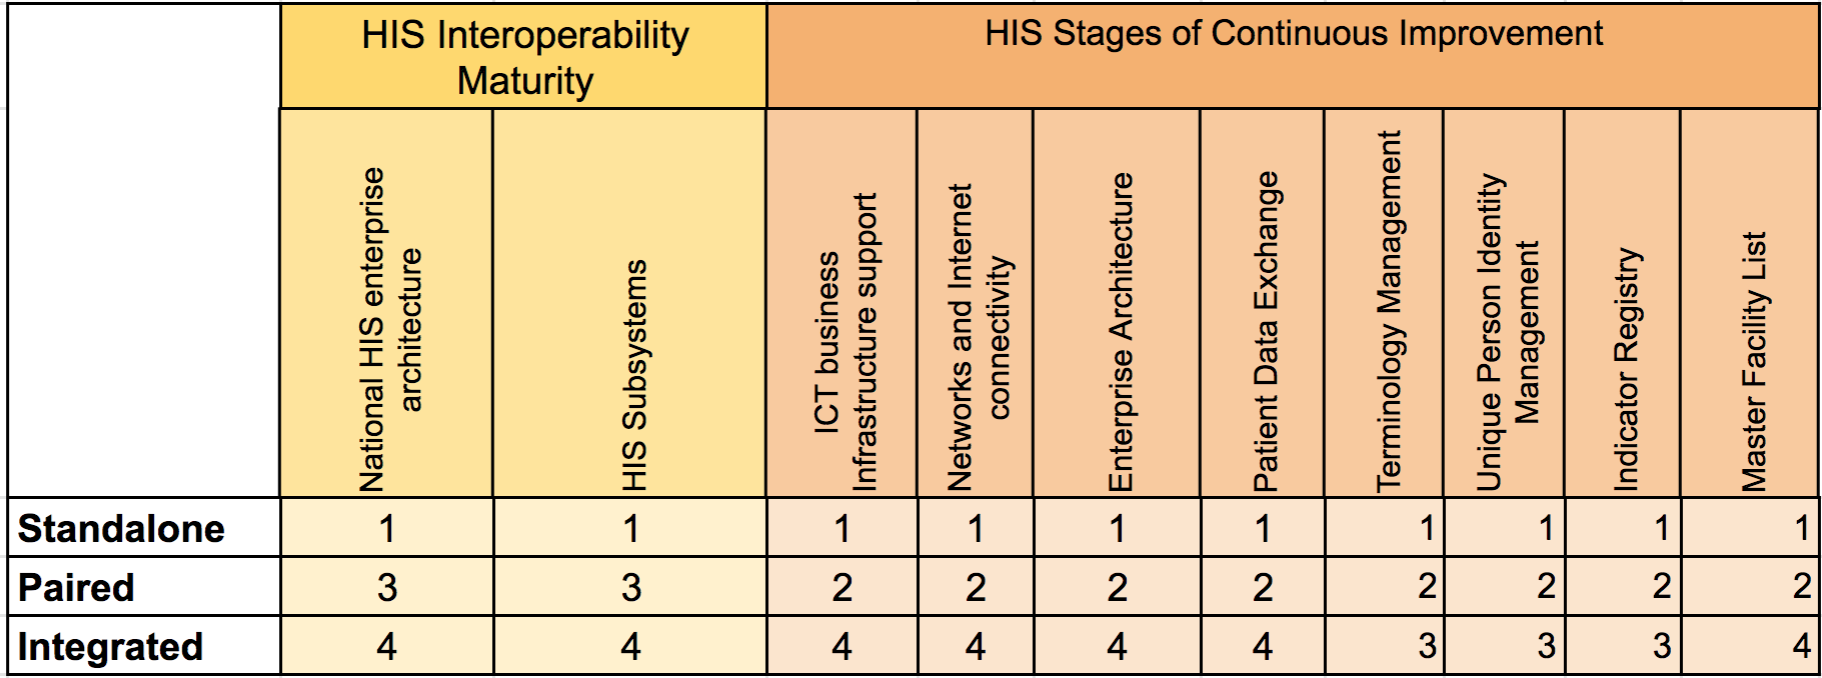 HIS Interoperability
Maturity
HIS Stages of Continuous Improvement
National HIS enterprise
architecture
HIS Subsystems
ICT business
Infrastructure support
Networks and Internet
connectivity
Enterprise Architecture
Patient Data Exchange
Terminology Management
Unique Person Identity
Management
Indicator Registry
Master Facility List
Standalone 1 1 1 1 1 1 1 1 1 1
Paired 3 3 2 2 2 2 2 2 2 2
Integrated 4 4 4 4 4 4 3 3 3 4